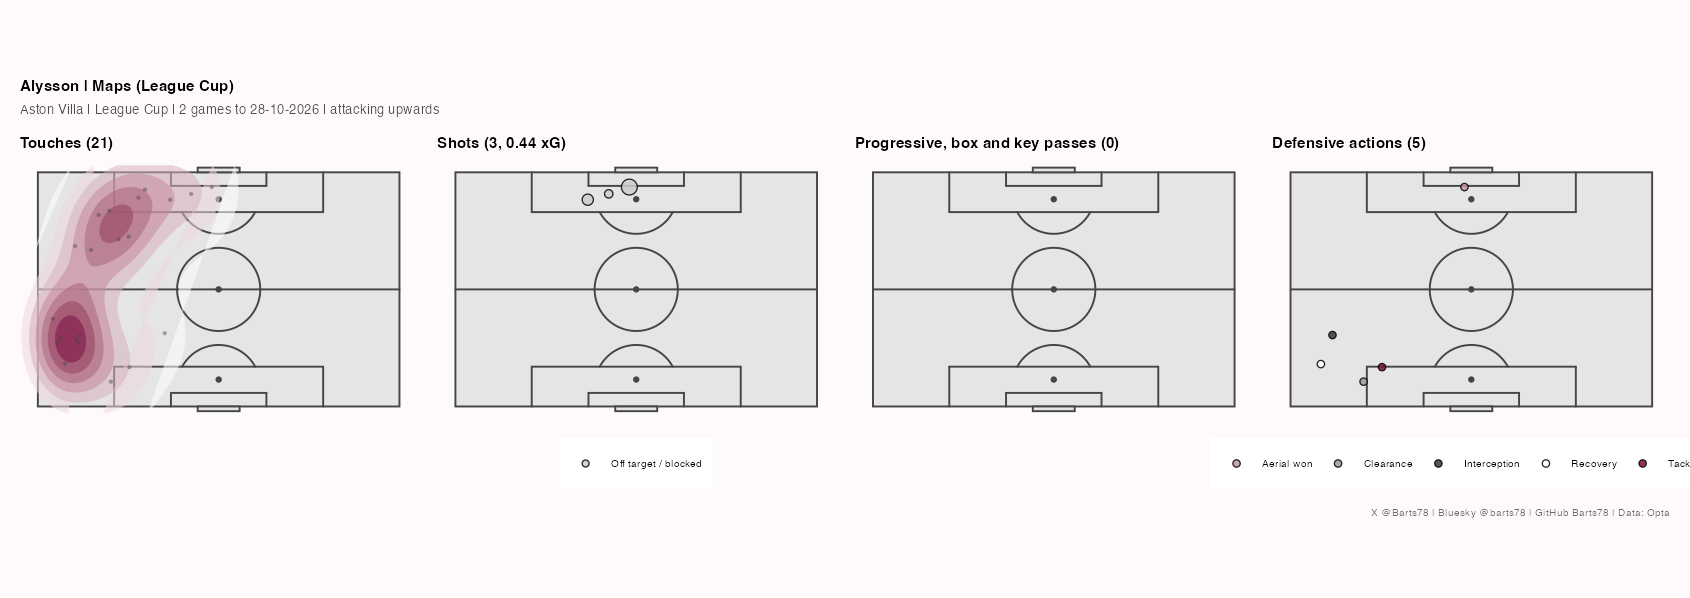 Alysson | Maps (League Cup)
Aston Villa | League Cup | 2 games to 28-10-2026 | attacking upwards
Touches (21)
Shots (3, 0.44 xG)
Progressive, box and key passes (0)
Defensive actions (5)
Off target / blocked
Aerial won
Clearance
Interception
Recovery
Tack
X @Barts78 | Bluesky @barts78 | GitHub Barts78 | Data: Opta